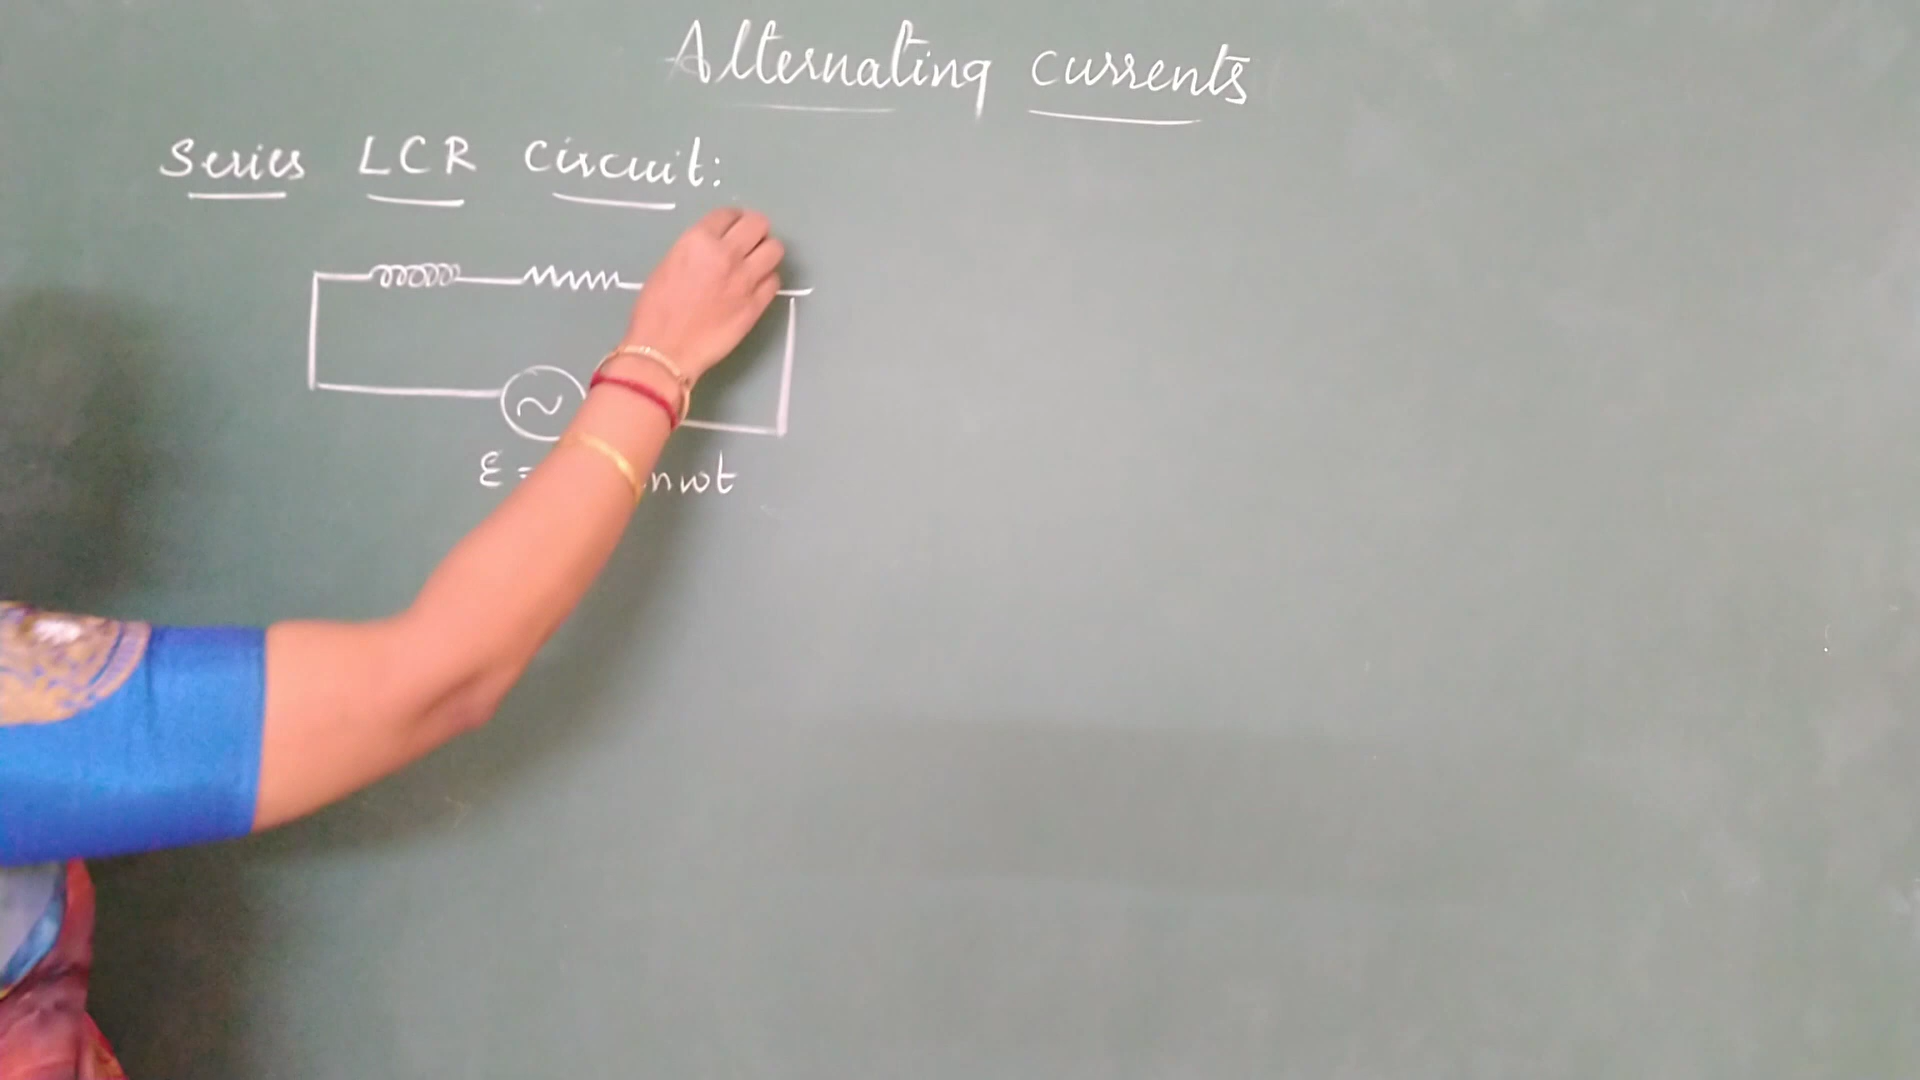 Alternating currents
Series LCR Circuit:
~
ε = nwt